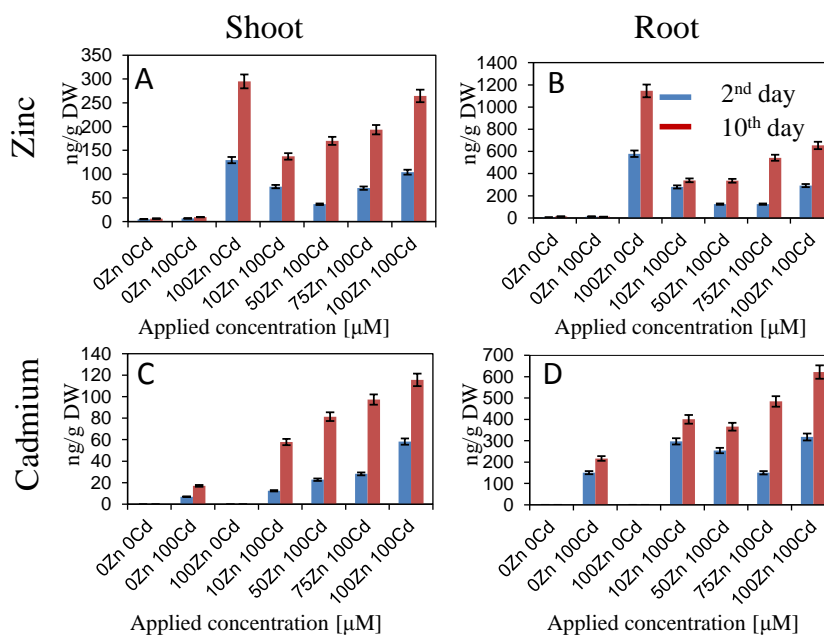 Shoot
Root
Zinc
ng/g DW
350
300
250
200
150
100
50
0
A
0Zn 0Cd
0Zn 100Cd
100Zn 0Cd
10Zn 100Cd
50Zn 100Cd
75Zn 100Cd
100Zn 100Cd
Applied concentration [μM]
ng/g DW
1400
1200
1000
800
600
400
200
0
B
2nd day
10th day
0Zn 0Cd
0Zn 100Cd
100Zn 0Cd
10Zn 100Cd
50Zn 100Cd
75Zn 100Cd
100Zn 100Cd
Applied concentration [μM]
Cadmium
ng/g DW
140
120
100
80
60
40
20
0
C
0Zn 0Cd
0Zn 100Cd
100Zn 0Cd
10Zn 100Cd
50Zn 100Cd
75Zn 100Cd
100Zn 100Cd
Applied concentration [μM]
ng/g DW
700
600
500
400
300
200
100
0
D
0Zn 0Cd
0Zn 100Cd
100Zn 0Cd
10Zn 100Cd
50Zn 100Cd
75Zn 100Cd
100Zn 100Cd
Applied concentration [μM]